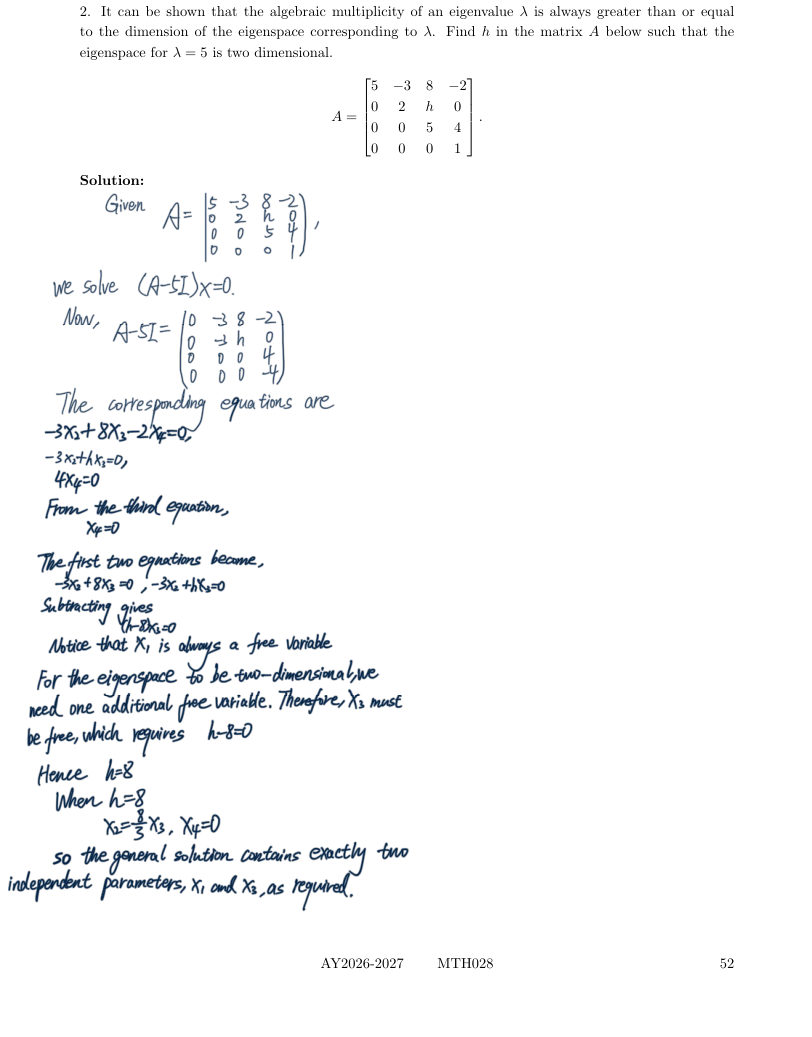 2. It can be shown that the algebraic multiplicity of an eigenvalue λ is always greater than or equal
to the dimension of the eigenspace corresponding to λ. Find h in the matrix A below such that the
eigenspace for λ = 5 is two dimensional.
A = [5 −3 8 −2
0 2 h 0
0 0 5 4
0 0 0 1].
Solution:
Given A= |5 -3 8 -2
0 2 h 0
0 0 5 4
0 0 0 1),
we solve (A-5I)x=0.
Now, A-5I= (0 -3 8 -2
0 -3 h 0
0 0 0 4
0 0 0 -4)
The corresponding equations are
-3x₂+8x₃-2x₄=0,
-3x₂+hx₃=0,
4x₄=0
From the third equation,
x₄=0
The first two equations become,
-3x₂+8x₃=0, -3x₂+hx₃=0
Subtracting gives
(h-8)x₃=0
Notice that x₁ is always a free variable
For the eigenspace to be two-dimensional, we
need one additional free variable. Therefore, x₃ must
be free, which requires h-8=0
Hence h=8
When h=8
x₂=8/3 x₃, x₄=0
so the general solution contains exactly two
independent parameters, x₁ and x₃, as required.
AY2026-2027 MTH028 52